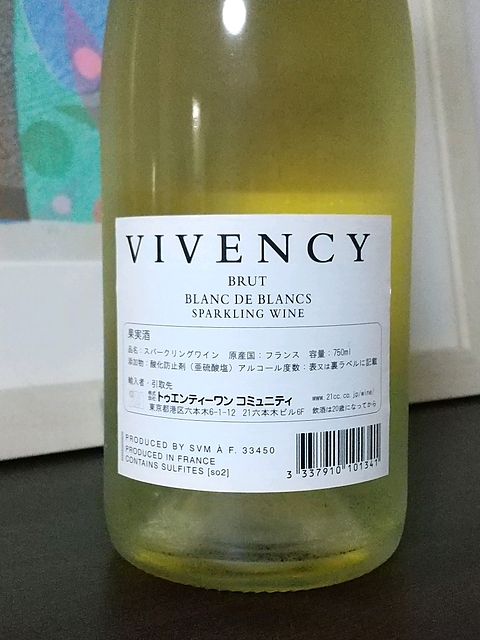 VIVENCY
BRUT
BLANC DE BLANCS
SPARKLING WINE
果実酒
品名：スパークリングワイン 原産国：フランス 容量：750ml
添加物：酸化防止剤（亜硫酸塩）アルコール度数：表又は裏ラベルに記載
輸入者・引取先
株式会社 トゥエンティーワン コミュニティ www.21cc.co.jp/wine/
東京都港区六本木6-1-12 21六本木ビル6F 飲酒は20歳になってから
PRODUCED BY SVM À F. 33450
PRODUCED IN FRANCE
CONTAINS SULFITES [so2]
3 337910 101341